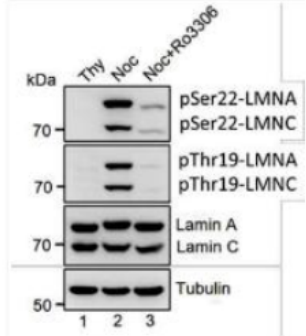 kDa
Thy
Noc
Noc+Ro3306
pSer22-LMNA
70
pSer22-LMNC
pThr19-LMNA
70
pThr19-LMNC
Lamin A
70
Lamin C
Tubulin
50
1 2 3